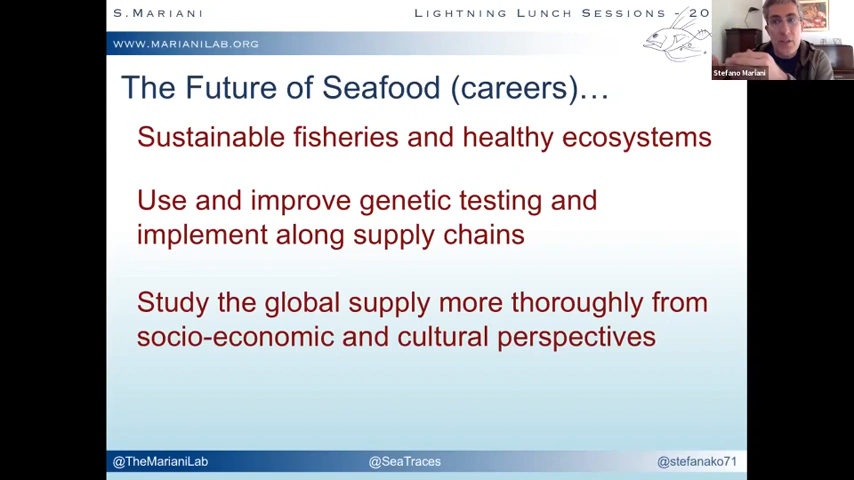 S.MARIANI
LIGHTNING LUNCH SESSIONS - 20
WWW.MARIANILAB.ORG
Stefano Mariani
The Future of Seafood (careers)…
Sustainable fisheries and healthy ecosystems
Use and improve genetic testing and
implement along supply chains
Study the global supply more thoroughly from
socio-economic and cultural perspectives
@TheMarianiLab
@SeaTraces
@stefanako71